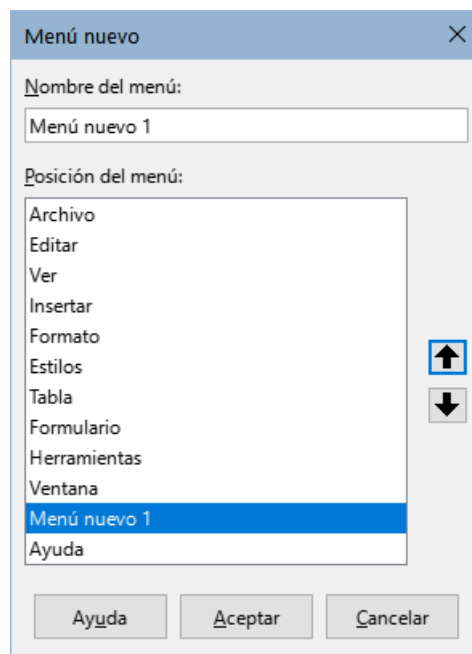 Menú nuevo
Nombre del menú:
Menú nuevo 1
Posición del menú:
Archivo
Editar
Ver
Insertar
Formato
Estilos
Tabla
Formulario
Herramientas
Ventana
Menú nuevo 1
Ayuda
Ayuda Aceptar Cancelar